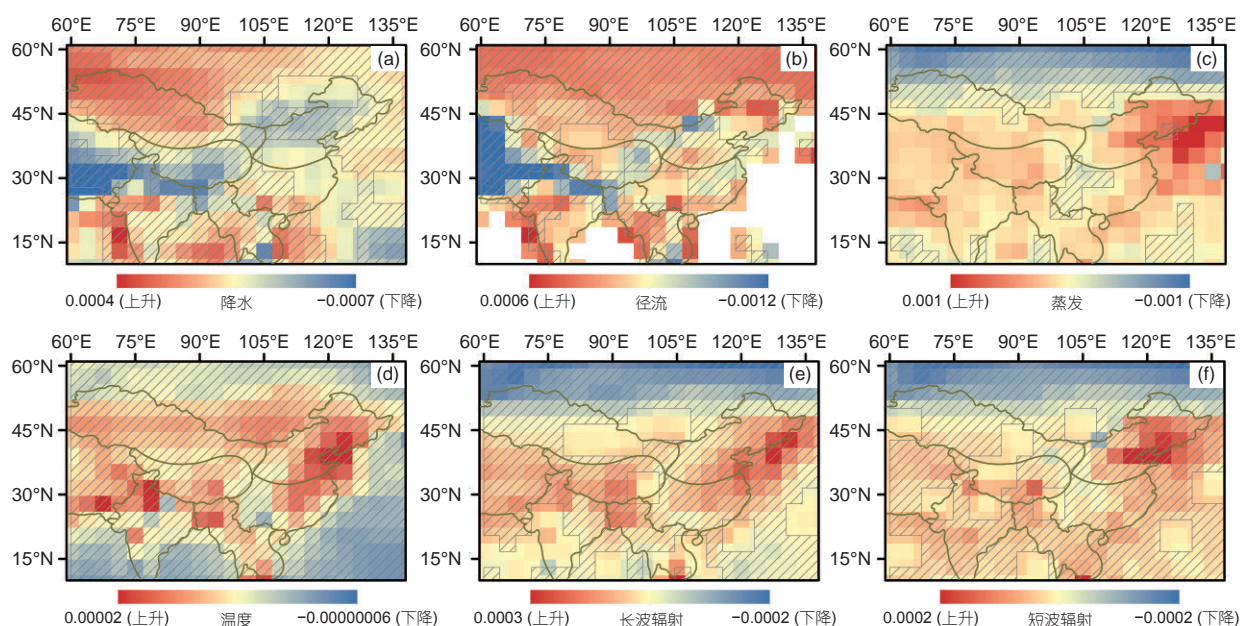 60°E 75°E 90°E 105°E 120°E 135°E
60°E 75°E 90°E 105°E 120°E 135°E
60°E 75°E 90°E 105°E 120°E 135°E
60°N
45°N
30°N
15°N
(a)
60°N
45°N
30°N
15°N
(b)
60°N
45°N
30°N
15°N
(c)
0.0004 (上升) 降水 −0.0007 (下降)
0.0006 (上升) 径流 −0.0012 (下降)
0.001 (上升) 蒸发 −0.001 (下降)
60°E 75°E 90°E 105°E 120°E 135°E
60°E 75°E 90°E 105°E 120°E 135°E
60°E 75°E 90°E 105°E 120°E 135°E
60°N
45°N
30°N
15°N
(d)
60°N
45°N
30°N
15°N
(e)
60°N
45°N
30°N
15°N
(f)
0.00002 (上升) 温度 −0.00000006 (下降)
0.0003 (上升) 长波辐射 −0.0002 (下降)
0.0002 (上升) 短波辐射 −0.0002 (下降)